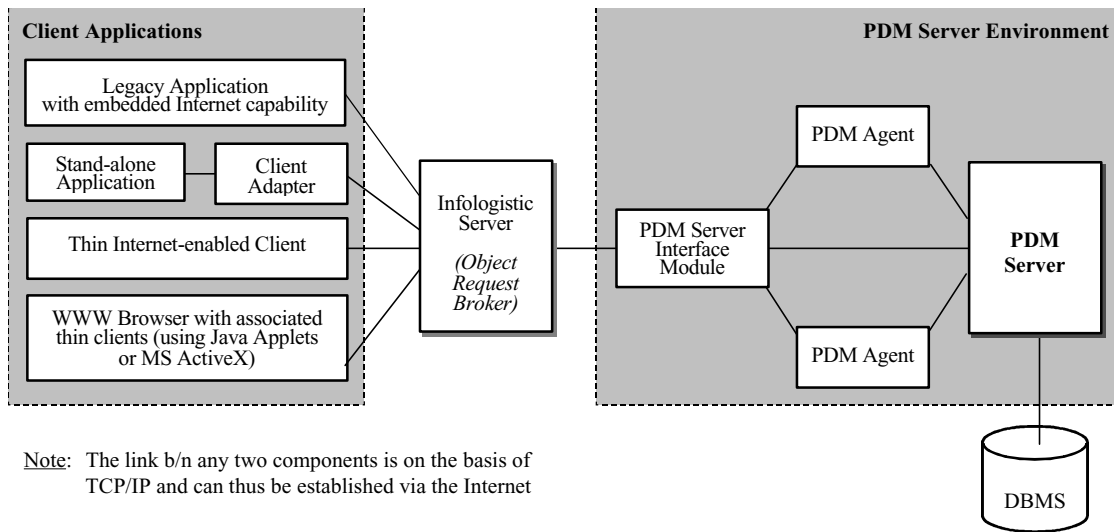 Client Applications
Legacy Application
with embedded Internet capability
Stand-alone
Application
Client
Adapter
Thin Internet-enabled Client
WWW Browser with associated
thin clients (using Java Applets
or MS ActiveX)
Infologistic
Server
(Object
Request
Broker)
PDM Server Environment
PDM Agent
PDM Server
Interface
Module
PDM
Server
PDM Agent
DBMS
Note: The link b/n any two components is on the basis of
TCP/IP and can thus be established via the Internet